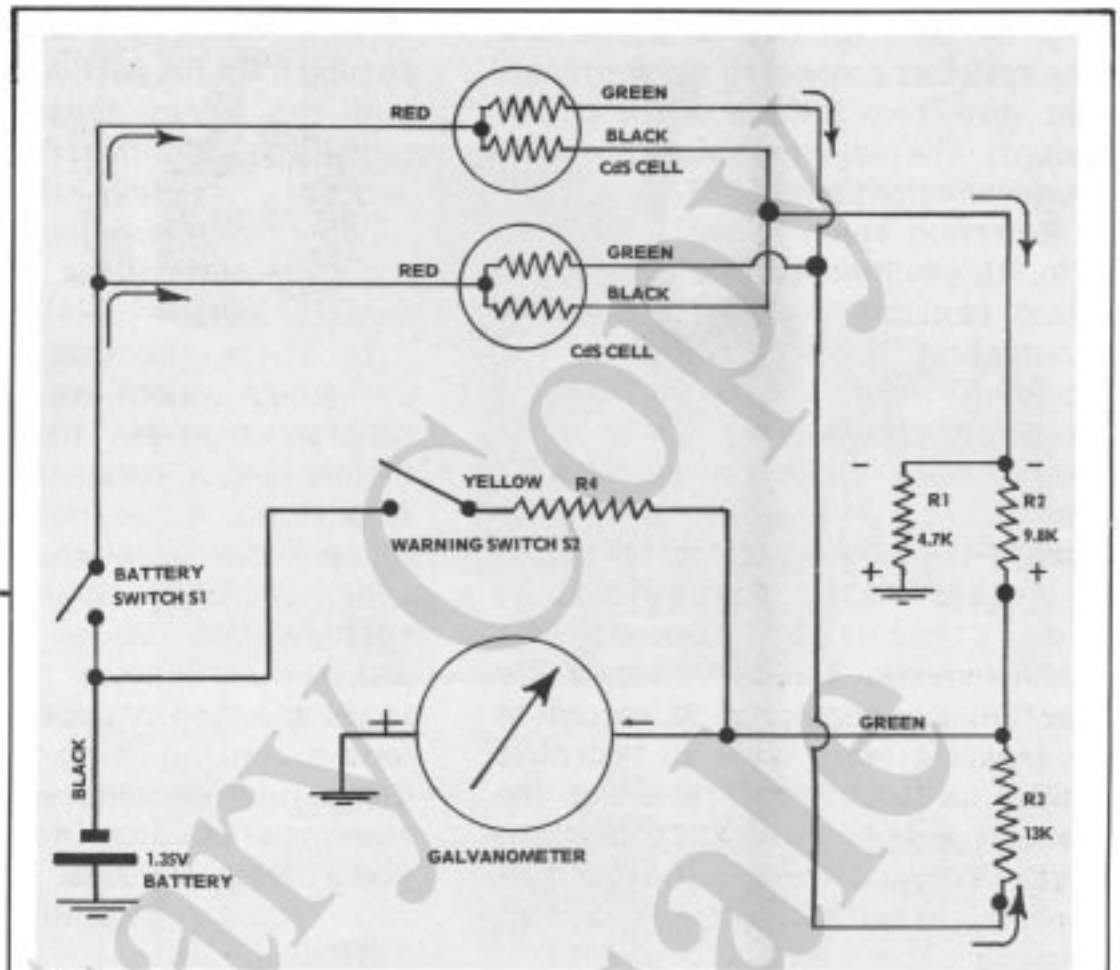 RED
GREEN
BLACK
CdS CELL
RED
GREEN
BLACK
CdS CELL
YELLOW
R4
WARNING SWITCH S2
BATTERY
SWITCH S1
BLACK
1.35V
BATTERY
+
−
GALVANOMETER
GREEN
−
−
R1
4.7K
+
R2
9.8K
+
R3
13K
Copy